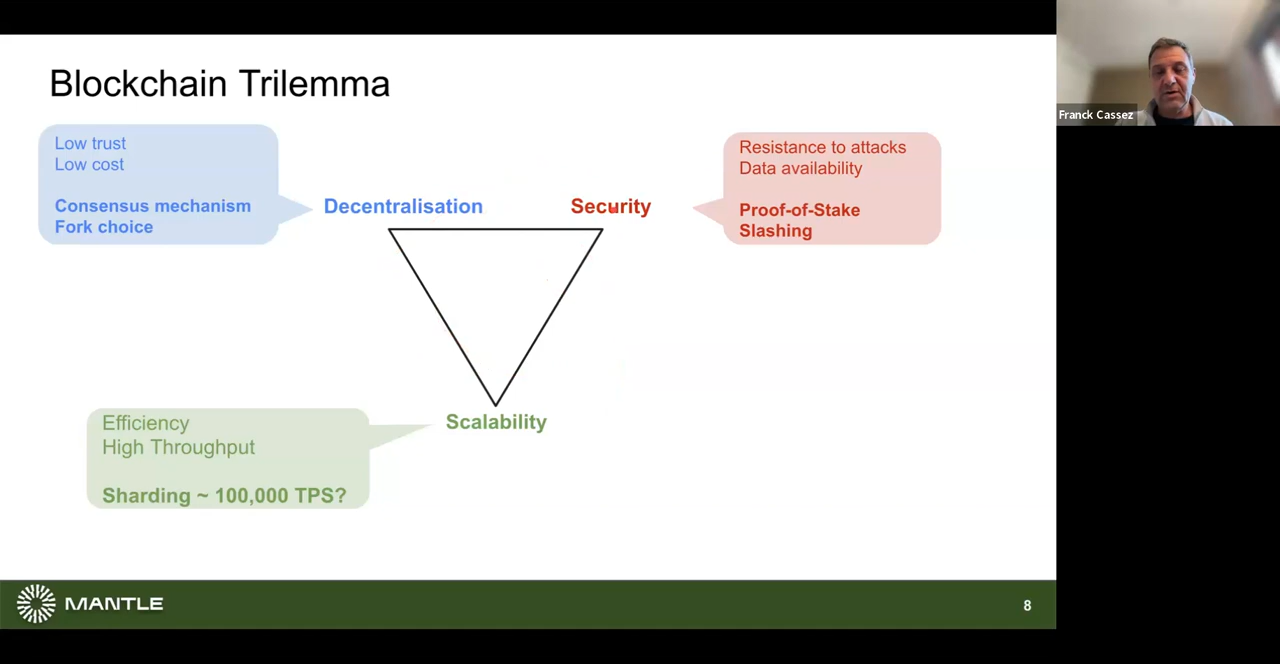 Blockchain Trilemma
Low trust
Low cost
Consensus mechanism
Fork choice
Decentralisation
Security
Resistance to attacks
Data availability
Proof-of-Stake
Slashing
Efficiency
High Throughput
Sharding ~ 100,000 TPS?
Scalability
MANTLE
8
Franck Cassez